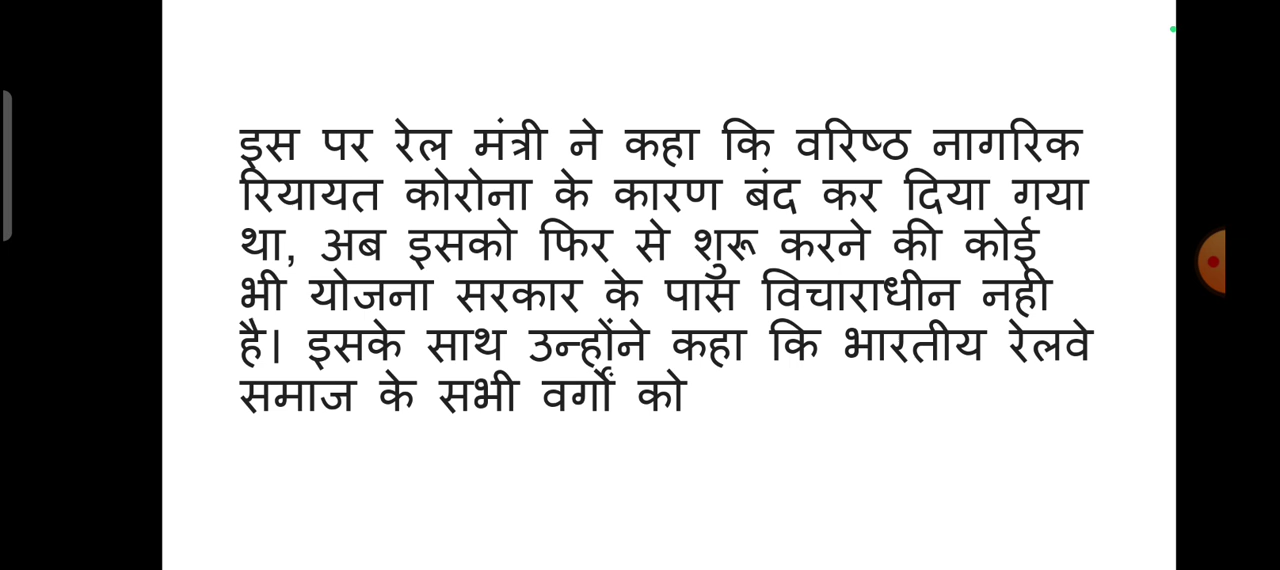 इस पर रेल मंत्री ने कहा कि वरिष्ठ नागरिक
रियायत कोरोना के कारण बंद कर दिया गया
था, अब इसको फिर से शुरू करने की कोई
भी योजना सरकार के पास विचाराधीन नही
है। इसके साथ उन्होंने कहा कि भारतीय रेलवे
समाज के सभी वर्गों को